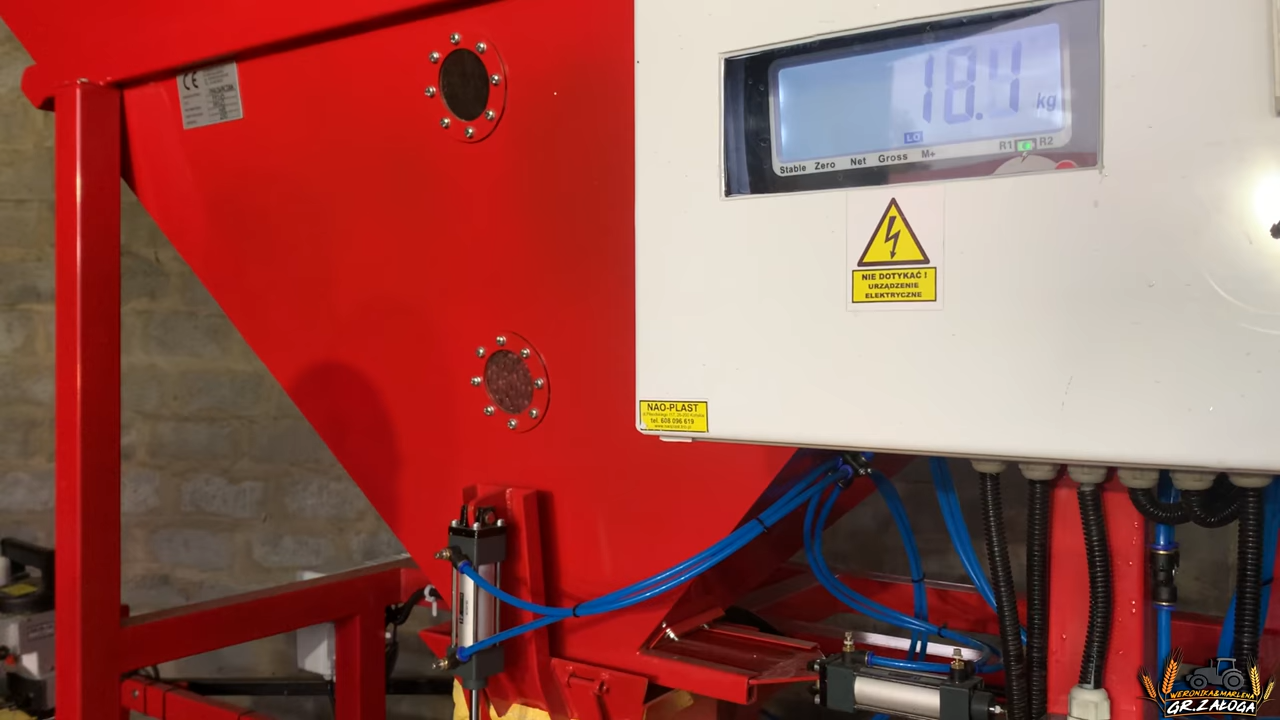 CE
18.4 kg
LO
Stable Zero Net Gross M+ R1 R2
NIE DOTYKAĆ !
URZĄDZENIE
ELEKTRYCZNE
NAO-PLAST
tel. 608 096 619
WERONIKA&MARLENA
GR.ZAŁOGA